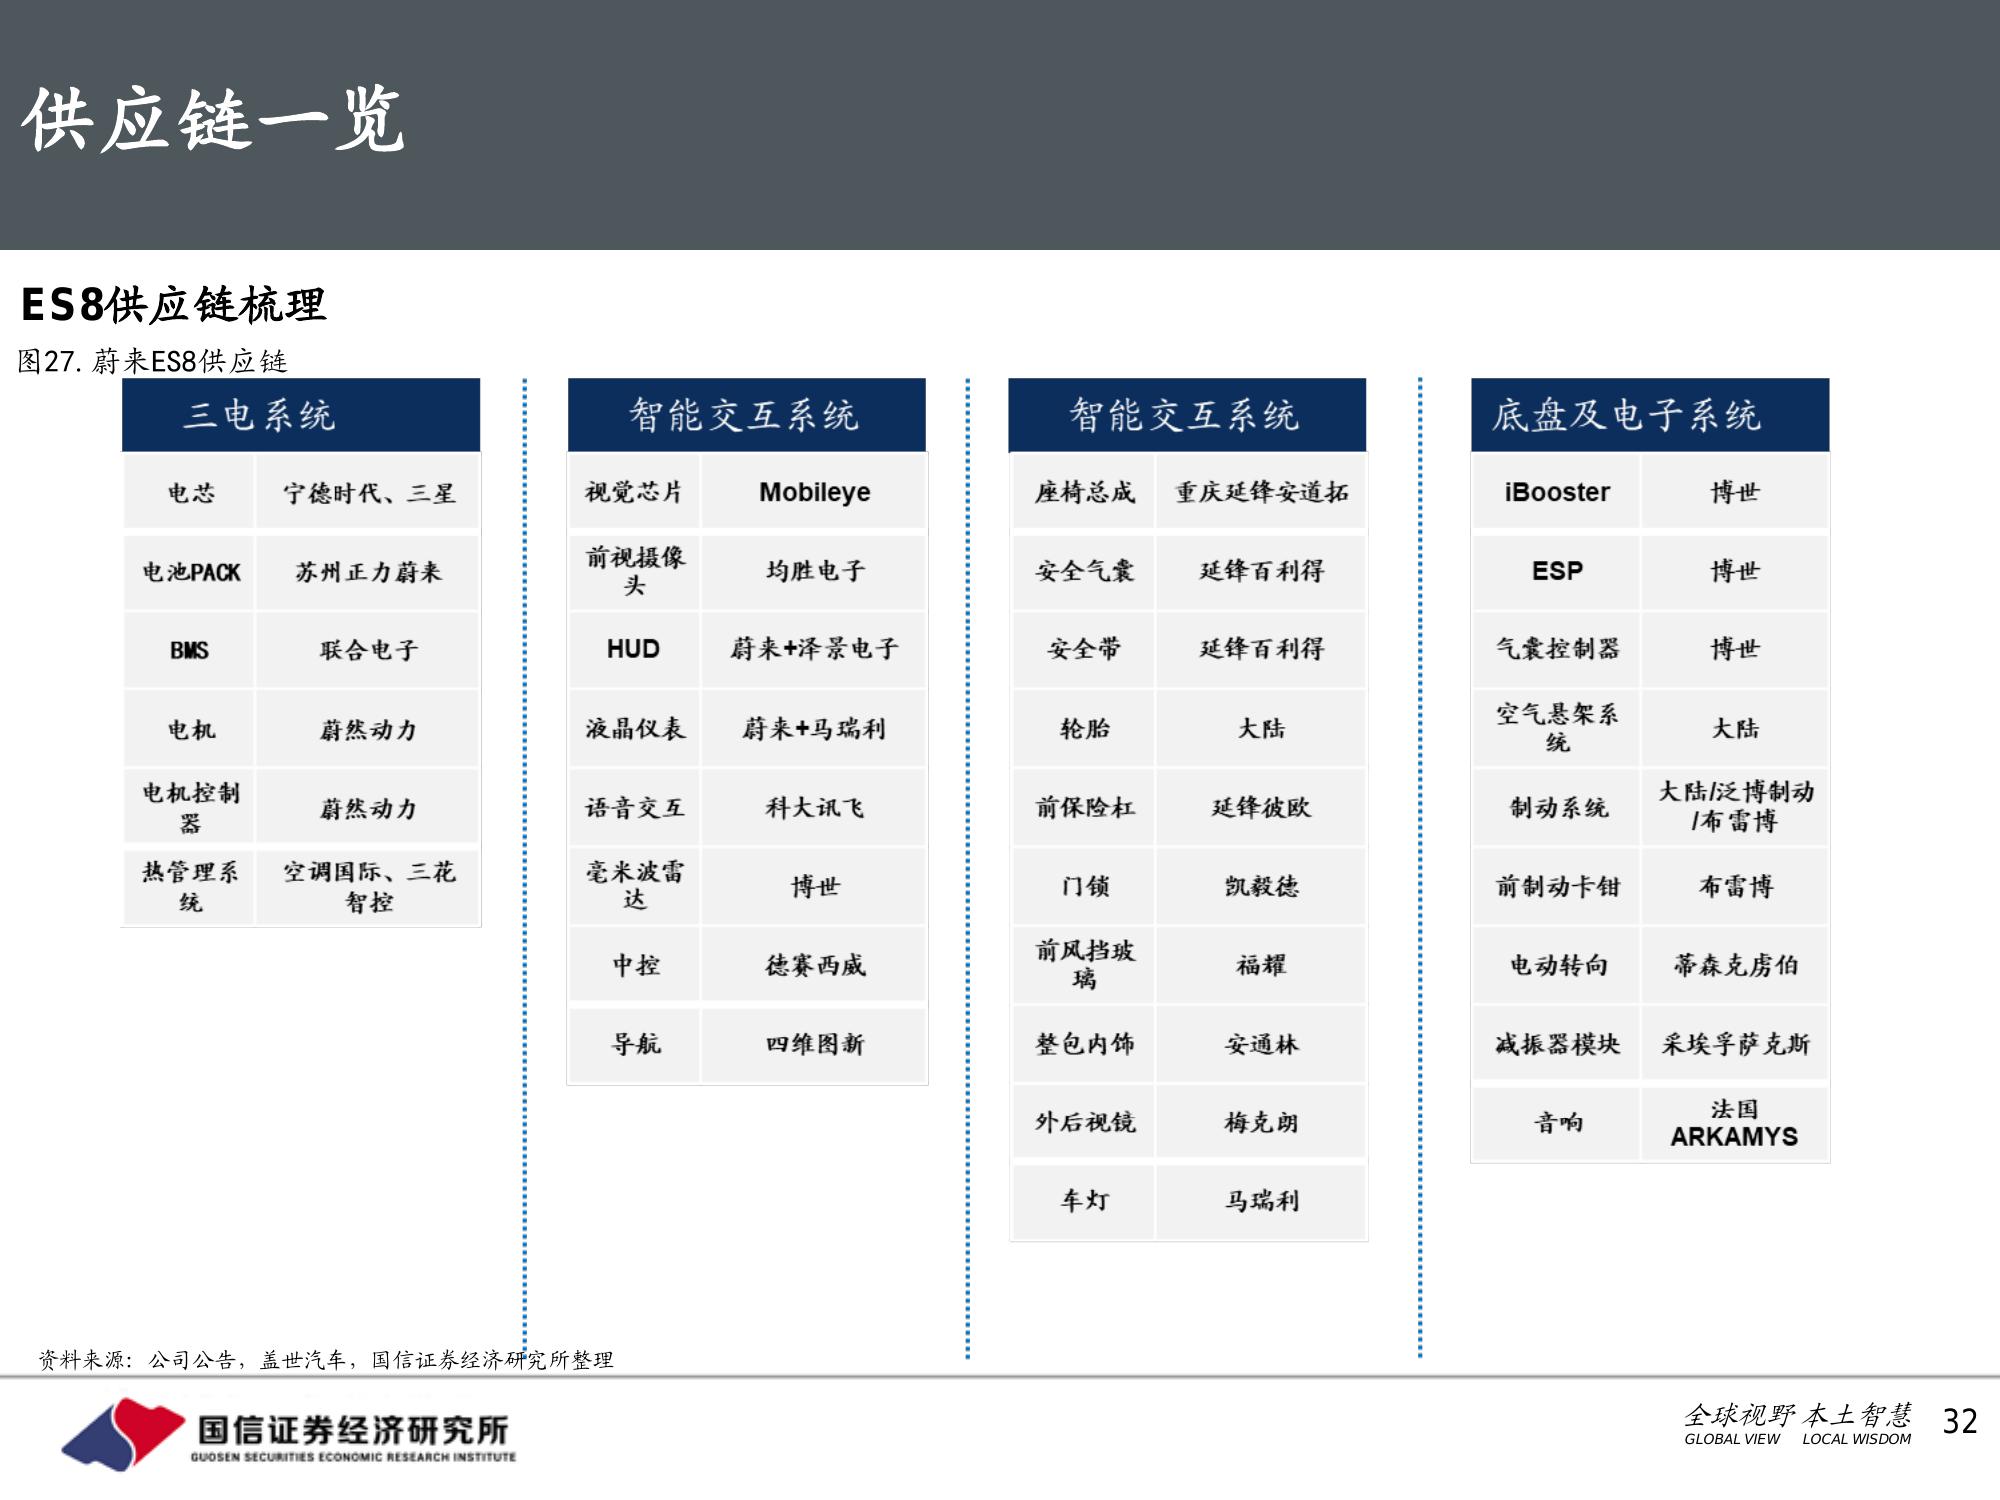 供应链一览
ES8供应链梳理
图27. 蔚来ES8供应链
三电系统
电芯 宁德时代、三星
电池PACK 苏州正力蔚来
BMS 联合电子
电机 蔚然动力
电机控制
器
蔚然动力
热管理系
统
空调国际、三花
智控
智能交互系统
视觉芯片 Mobileye
前视摄像
头
均胜电子
HUD 蔚来+泽景电子
液晶仪表 蔚来+马瑞利
语音交互 科大讯飞
毫米波雷
达
博世
中控 德赛西威
导航 四维图新
智能交互系统
座椅总成 重庆延锋安道拓
安全气囊 延锋百利得
安全带 延锋百利得
轮胎 大陆
前保险杠 延锋彼欧
门锁 凯毅德
前风挡玻
璃
福耀
整包内饰 安通林
外后视镜 梅克朗
车灯 马瑞利
底盘及电子系统
iBooster 博世
ESP 博世
气囊控制器 博世
空气悬架系
统
大陆
制动系统
大陆/泛博制动
/布雷博
前制动卡钳 布雷博
电动转向 蒂森克虏伯
减振器模块 采埃孚萨克斯
音响
法国
ARKAMYS
资料来源：公司公告，盖世汽车，国信证券经济研究所整理
国信证券经济研究所
GUOSEN SECURITIES ECONOMIC RESEARCH INSTITUTE
全球视野 本土智慧
GLOBAL VIEW LOCAL WISDOM
32